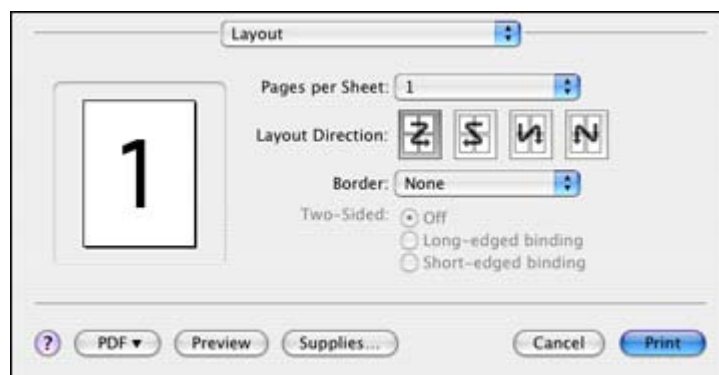 Layout
Pages per Sheet: 1
1
Layout Direction:
Border: None
Two-Sided: Off
Long-edged binding
Short-edged binding
? PDF▼ Preview Supplies... Cancel Print